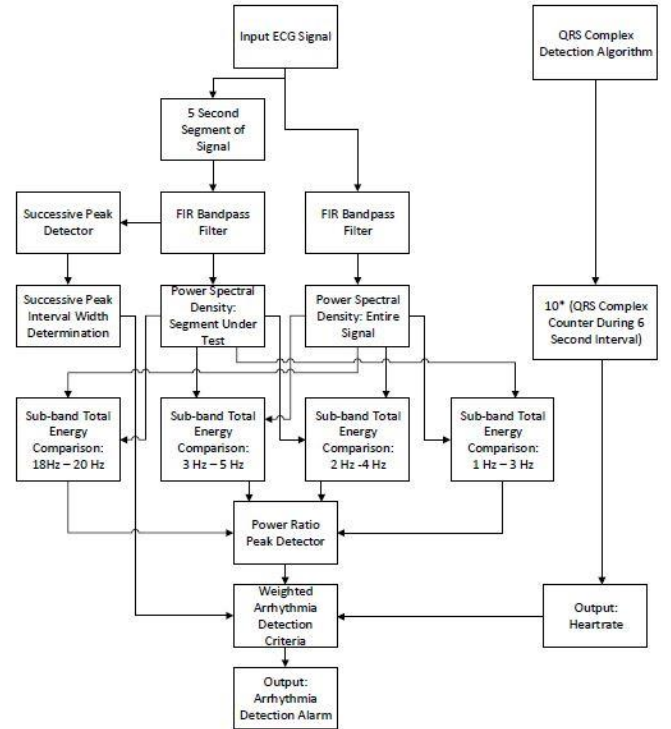 Input ECG Signal
QRS Complex
Detection Algorithm
5 Second
Segment of
Signal
Successive Peak
Detector
FIR Bandpass
Filter
FIR Bandpass
Filter
Successive Peak
Interval Width
Determination
Power Spectral
Density:
Segment Under
Test
Power Spectral
Density: Entire
Signal
10* (QRS Complex
Counter During 6
Second Interval)
Sub-band Total
Energy
Comparison:
18Hz – 20 Hz
Sub-band Total
Energy
Comparison:
3 Hz – 5 Hz
Sub-band Total
Energy
Comparison:
2 Hz -4 Hz
Sub-band Total
Energy
Comparison:
1 Hz – 3 Hz
Power Ratio
Peak Detector
Weighted
Arrhythmia
Detection
Criteria
Output:
Heartrate
Output:
Arrhythmia
Detection Alarm